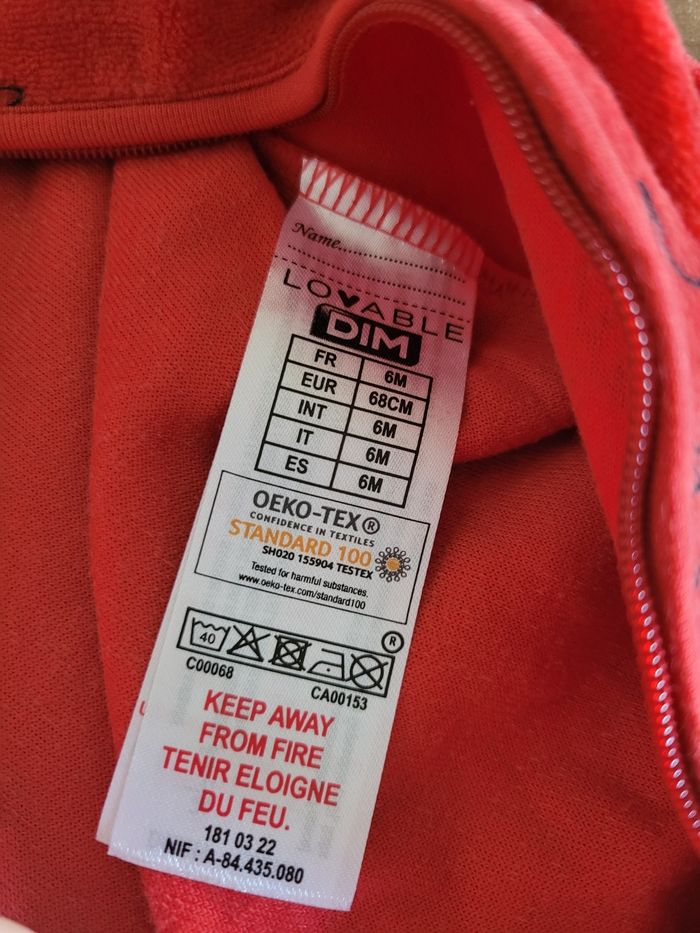 Name
LOVABLE
DIM
FR 6M
EUR 68CM
INT 6M
IT 6M
ES 6M
OEKO-TEX®
CONFIDENCE IN TEXTILES
STANDARD 100
SH020 155904 TESTEX
Tested for harmful substances.
www.oeko-tex.com/standard100
40
®
C00068
CA00153
KEEP AWAY
FROM FIRE
TENIR ELOIGNE
DU FEU.
181 03 22
NIF : A-84.435.080